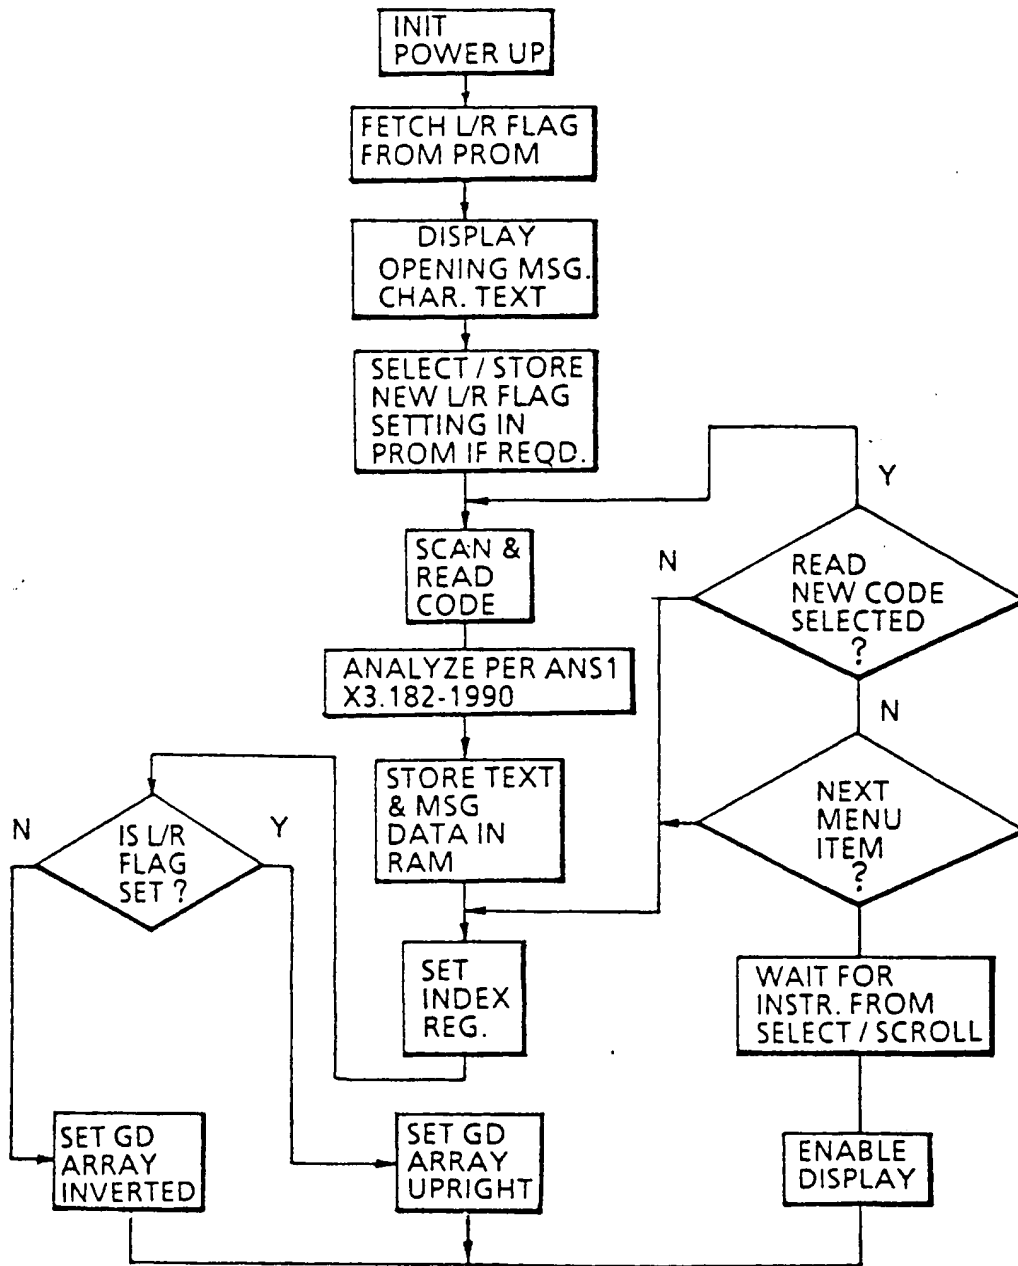 INIT
POWER UP
FETCH L/R FLAG
FROM PROM
DISPLAY
OPENING MSG.
CHAR. TEXT
SELECT / STORE
NEW L/R FLAG
SETTING IN
PROM IF REQD.
Y
SCAN &
READ
CODE
N
READ
NEW CODE
SELECTED
?
ANALYZE PER ANS1
X3.182-1990
N
STORE TEXT
& MSG
DATA IN
RAM
NEXT
MENU
ITEM
?
N
IS L/R
FLAG
SET ?
Y
SET
INDEX
REG.
WAIT FOR
INSTR. FROM
SELECT / SCROLL
SET GD
ARRAY
INVERTED
SET GD
ARRAY
UPRIGHT
ENABLE
DISPLAY